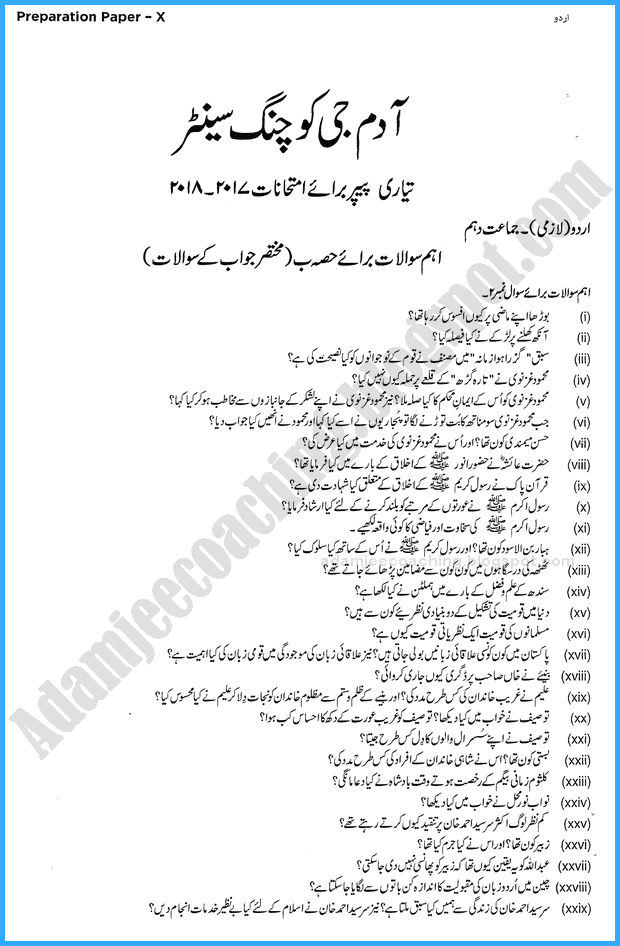 Preparation Paper – X
اردو
آدم جی کوچنگ سینٹر
تیاری پیپر برائے امتحانات ۲۰۱۷۔۲۰۱۸
اردو (لازمی)۔ جماعت دہم
اہم سوالات برائے حصہ ب (مختصر جواب کے سوالات)
اہم سوالات برائے سوال نمبر ۲۔
(i) بوڑھا اپنے ماضی پر کیوں افسوس کر رہا تھا؟
(ii) آنکھ کھلنے پر لڑکے نے کیا فیصلہ کیا؟
(iii) سبق "گزرا ہوا زمانہ" میں مصنف نے قوم کے نوجوانوں کو کیا نصیحت کی ہے؟
(iv) محمود غزنوی نے "تارہ گڑھ" کے قلعے پر حملہ کیوں نہیں کیا؟
(v) محمود غزنوی کو اُس کے ایمانِ محکم کا کیا صلہ ملا؟ نیز محمود غزنوی نے اپنے لشکر کے جانبازوں سے مخاطب ہو کر کیا کہا؟
(vi) جب محمود غزنوی سومناتھ کا بُت توڑنے لگا تو پُجاریوں نے اسے کیا کہا اور محمود نے انھیں کیا جواب دیا؟
(vii) حسن میمندی کون تھا؟ اور اُس نے محمود غزنوی کی خدمت میں کیا عرض کی؟
(viii) حضرت عائشہؓ نے حضور انور ﷺ کے اخلاق کے بارے میں کیا فرمایا تھا؟
(ix) قرآن پاک نے رسول کریم ﷺ کے اخلاق کے متعلق کیا شہادت دی ہے؟
(x) رسول اکرم ﷺ نے عورتوں کے مرتبے کو بلند کرنے کے لئے کیا ارشاد فرمایا؟
(xi) رسول اکرم ﷺ کی سخاوت اور فیاضی کا کوئی واقعہ لکھیے۔
(xii) ہبار بن الاسود کون تھا؟ اور رسول کریم ﷺ نے اُس کے ساتھ کیا سلوک کیا؟
(xiii) ٹھٹھہ کی درسگاہوں میں کون کون سے مضامین پڑھائے جاتے تھے؟
(xiv) سندھ کے علم و فضل کے بارے میں ہملٹن نے کیا لکھا ہے؟
(xv) دنیا میں قومیت کی تشکیل کے دو بنیادی نظریے کون سے ہیں؟
(xvi) مسلمانوں کی قومیت ایک نظریاتی قومیت کیوں ہے؟
(xvii) پاکستان میں کون کونسی علاقائی زبانیں بولی جاتی ہیں؟ نیز علاقائی زبان کی موجودگی میں قومی زبان کی کیا اہمیت ہے؟
(xviii) بنیئے نے خاں صاحب پر ڈگری کیوں جاری کروائی؟
(xix) علیم نے غریب خاندان کی کس طرح مدد کی؟ اور بنیے کے ظلم و ستم سے مظلوم خاندان کو نجات دِلا کر علیم نے کیا محسوس کیا؟
(xx) توصیف نے خواب میں کیا دیکھا؟ توصیف کو غریب عورت کے دُکھ کا احساس کب ہوا؟
(xxi) توصیف نے اپنے سُسرال والوں کا دِل کس طرح جیتا؟
(xxii) بستی کون تھا؟ اس نے شاہی خاندان کے افراد کی کس طرح مدد کی؟
(xxiii) کلثوم زمانی بیگم کے رخصت ہوتے وقت بادشاہ نے کیا دعا مانگی؟
(xxiv) نواب نور محل نے خواب میں کیا دیکھا؟
(xxv) کم نظر لوگ اکثر سرسید احمد خان پر تنقید کیوں کرتے رہتے تھے؟
(xxvi) زبیر کون تھا؟ اور اس نے کیا جرم کیا تھا؟
(xxvii) عبداللہ کو یہ یقین کیوں تھا کہ زبیر کو پھانسی نہیں دی جاسکتی؟
(xxviii) چین میں اُردو زبان کی مقبولیت کا اندازہ کن باتوں سے لگایا جا سکتا ہے؟
(xxix) سرسید احمد خان کی زندگی سے ہمیں کیا سبق ملتا ہے؟ نیز سرسید احمد خان نے اسلام کے لئے کیا بے نظیر خدمات انجام دیں؟
Adamjeecoaching.blogspot.com
adamjeecoaching.blogspot.com